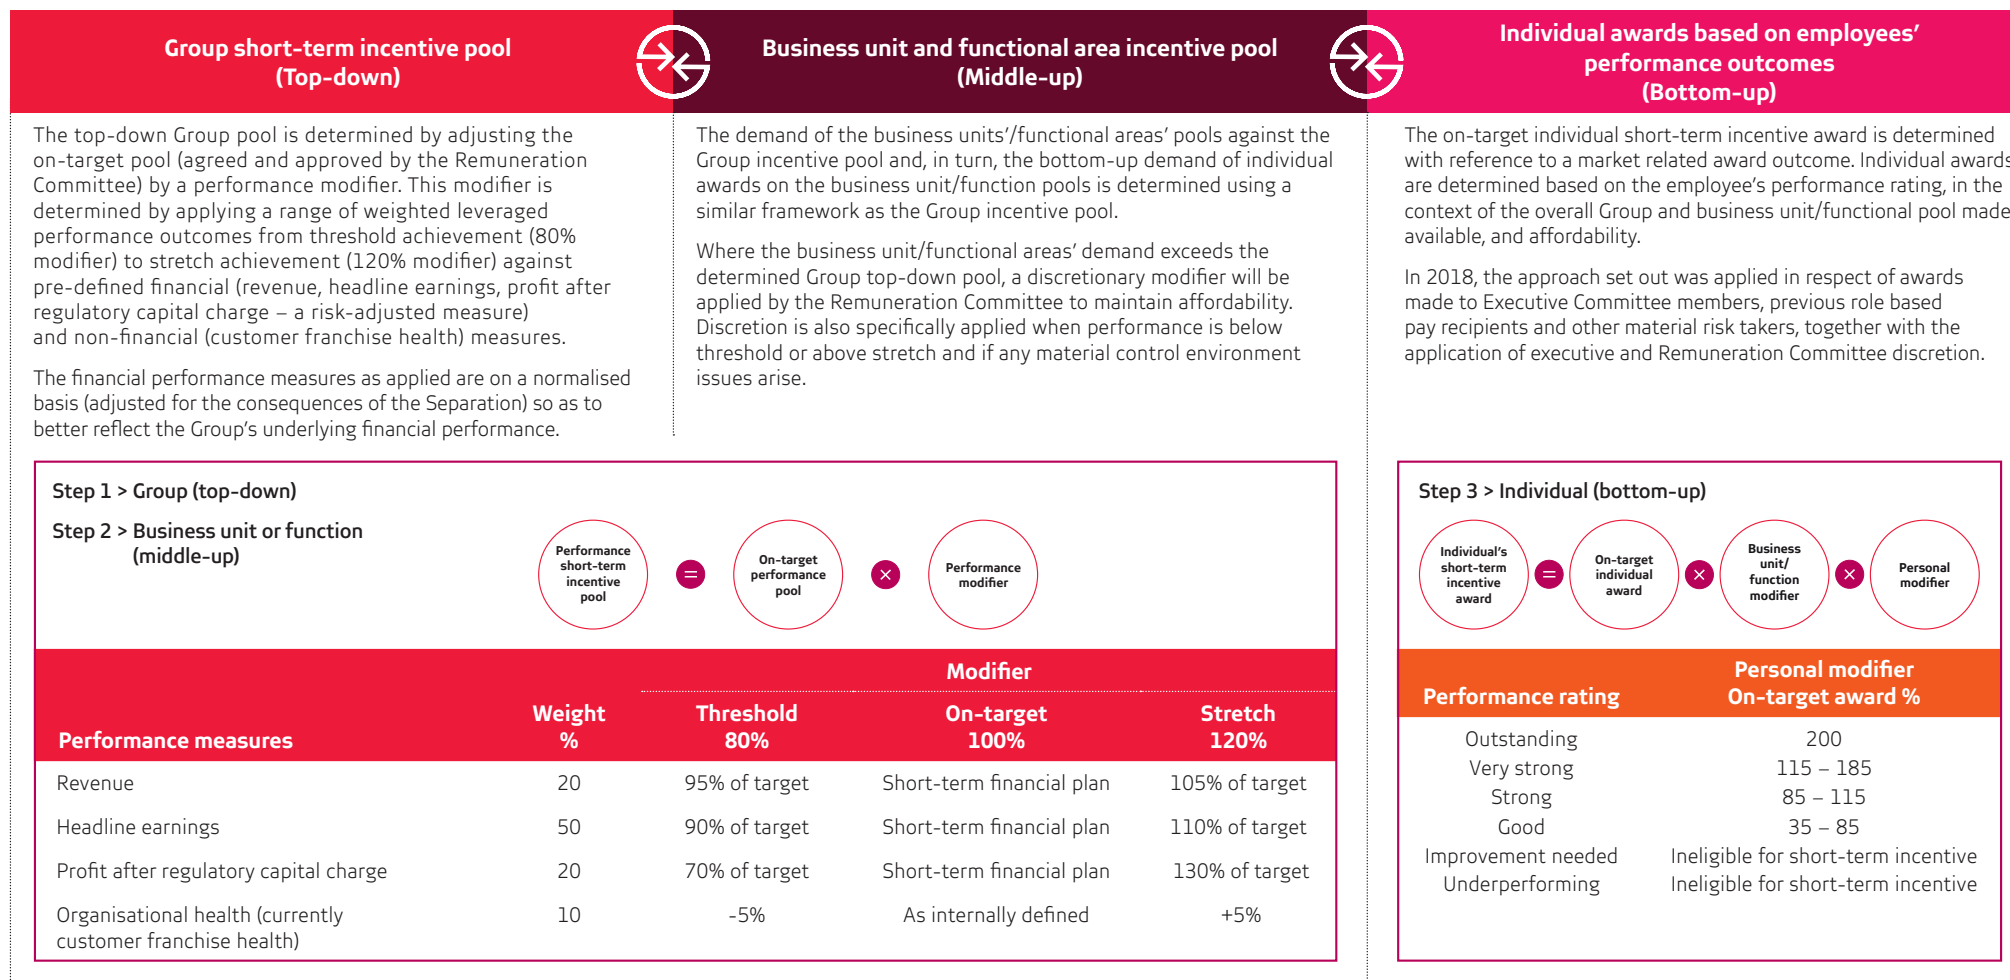 Group short-term incentive pool
(Top-down)
Business unit and functional area incentive pool
(Middle-up)
Individual awards based on employees’
performance outcomes
(Bottom-up)
The top-down Group pool is determined by adjusting the
on-target pool (agreed and approved by the Remuneration
Committee) by a performance modifier. This modifier is
determined by applying a range of weighted leveraged
performance outcomes from threshold achievement (80%
modifier) to stretch achievement (120% modifier) against
pre-defined financial (revenue, headline earnings, profit after
regulatory capital charge – a risk-adjusted measure)
and non-financial (customer franchise health) measures.
The financial performance measures as applied are on a normalised
basis (adjusted for the consequences of the Separation) so as to
better reflect the Group’s underlying financial performance.
The demand of the business units’/functional areas’ pools against the
Group incentive pool and, in turn, the bottom-up demand of individual
awards on the business unit/function pools is determined using a
similar framework as the Group incentive pool.
Where the business unit/functional areas’ demand exceeds the
determined Group top-down pool, a discretionary modifier will be
applied by the Remuneration Committee to maintain affordability.
Discretion is also specifically applied when performance is below
threshold or above stretch and if any material control environment
issues arise.
The on-target individual short-term incentive award is determined
with reference to a market related award outcome. Individual awards
are determined based on the employee’s performance rating, in the
context of the overall Group and business unit/functional pool made
available, and affordability.
In 2018, the approach set out was applied in respect of awards
made to Executive Committee members, previous role based
pay recipients and other material risk takers, together with the
application of executive and Remuneration Committee discretion.
Step 1 > Group (top-down)
Step 2 > Business unit or function
(middle-up)
Performance
short-term
incentive
pool
=
On-target
performance
pool
×
Performance
modifier
Modifier
Performance measures Weight % Threshold 80% On-target 100% Stretch 120%
Revenue 20 95% of target Short-term financial plan 105% of target
Headline earnings 50 90% of target Short-term financial plan 110% of target
Profit after regulatory capital charge 20 70% of target Short-term financial plan 130% of target
Organisational health (currently 10 -5% As internally defined +5%
customer franchise health)
Step 3 > Individual (bottom-up)
Individual’s
short-term
incentive
award
=
On-target
individual
award
×
Business
unit/
function
modifier
×
Personal
modifier
Performance rating Personal modifier On-target award %
Outstanding 200
Very strong 115 – 185
Strong 85 – 115
Good 35 – 85
Improvement needed Ineligible for short-term incentive
Underperforming Ineligible for short-term incentive